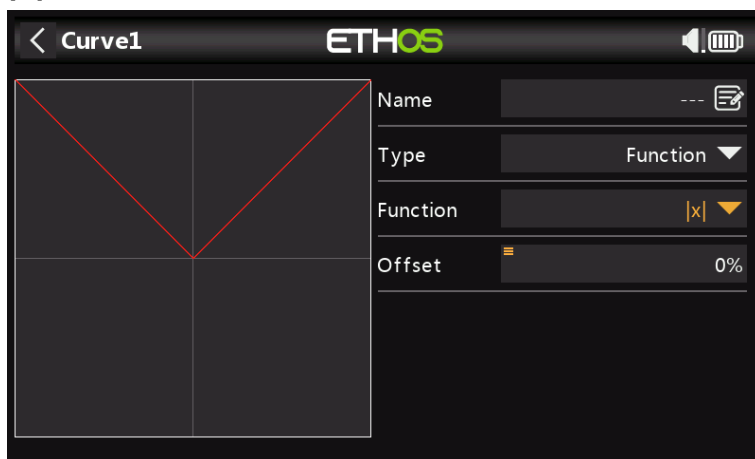 Curve1 ETHOS
Name ---
Type Function
Function |x|
Offset 0%